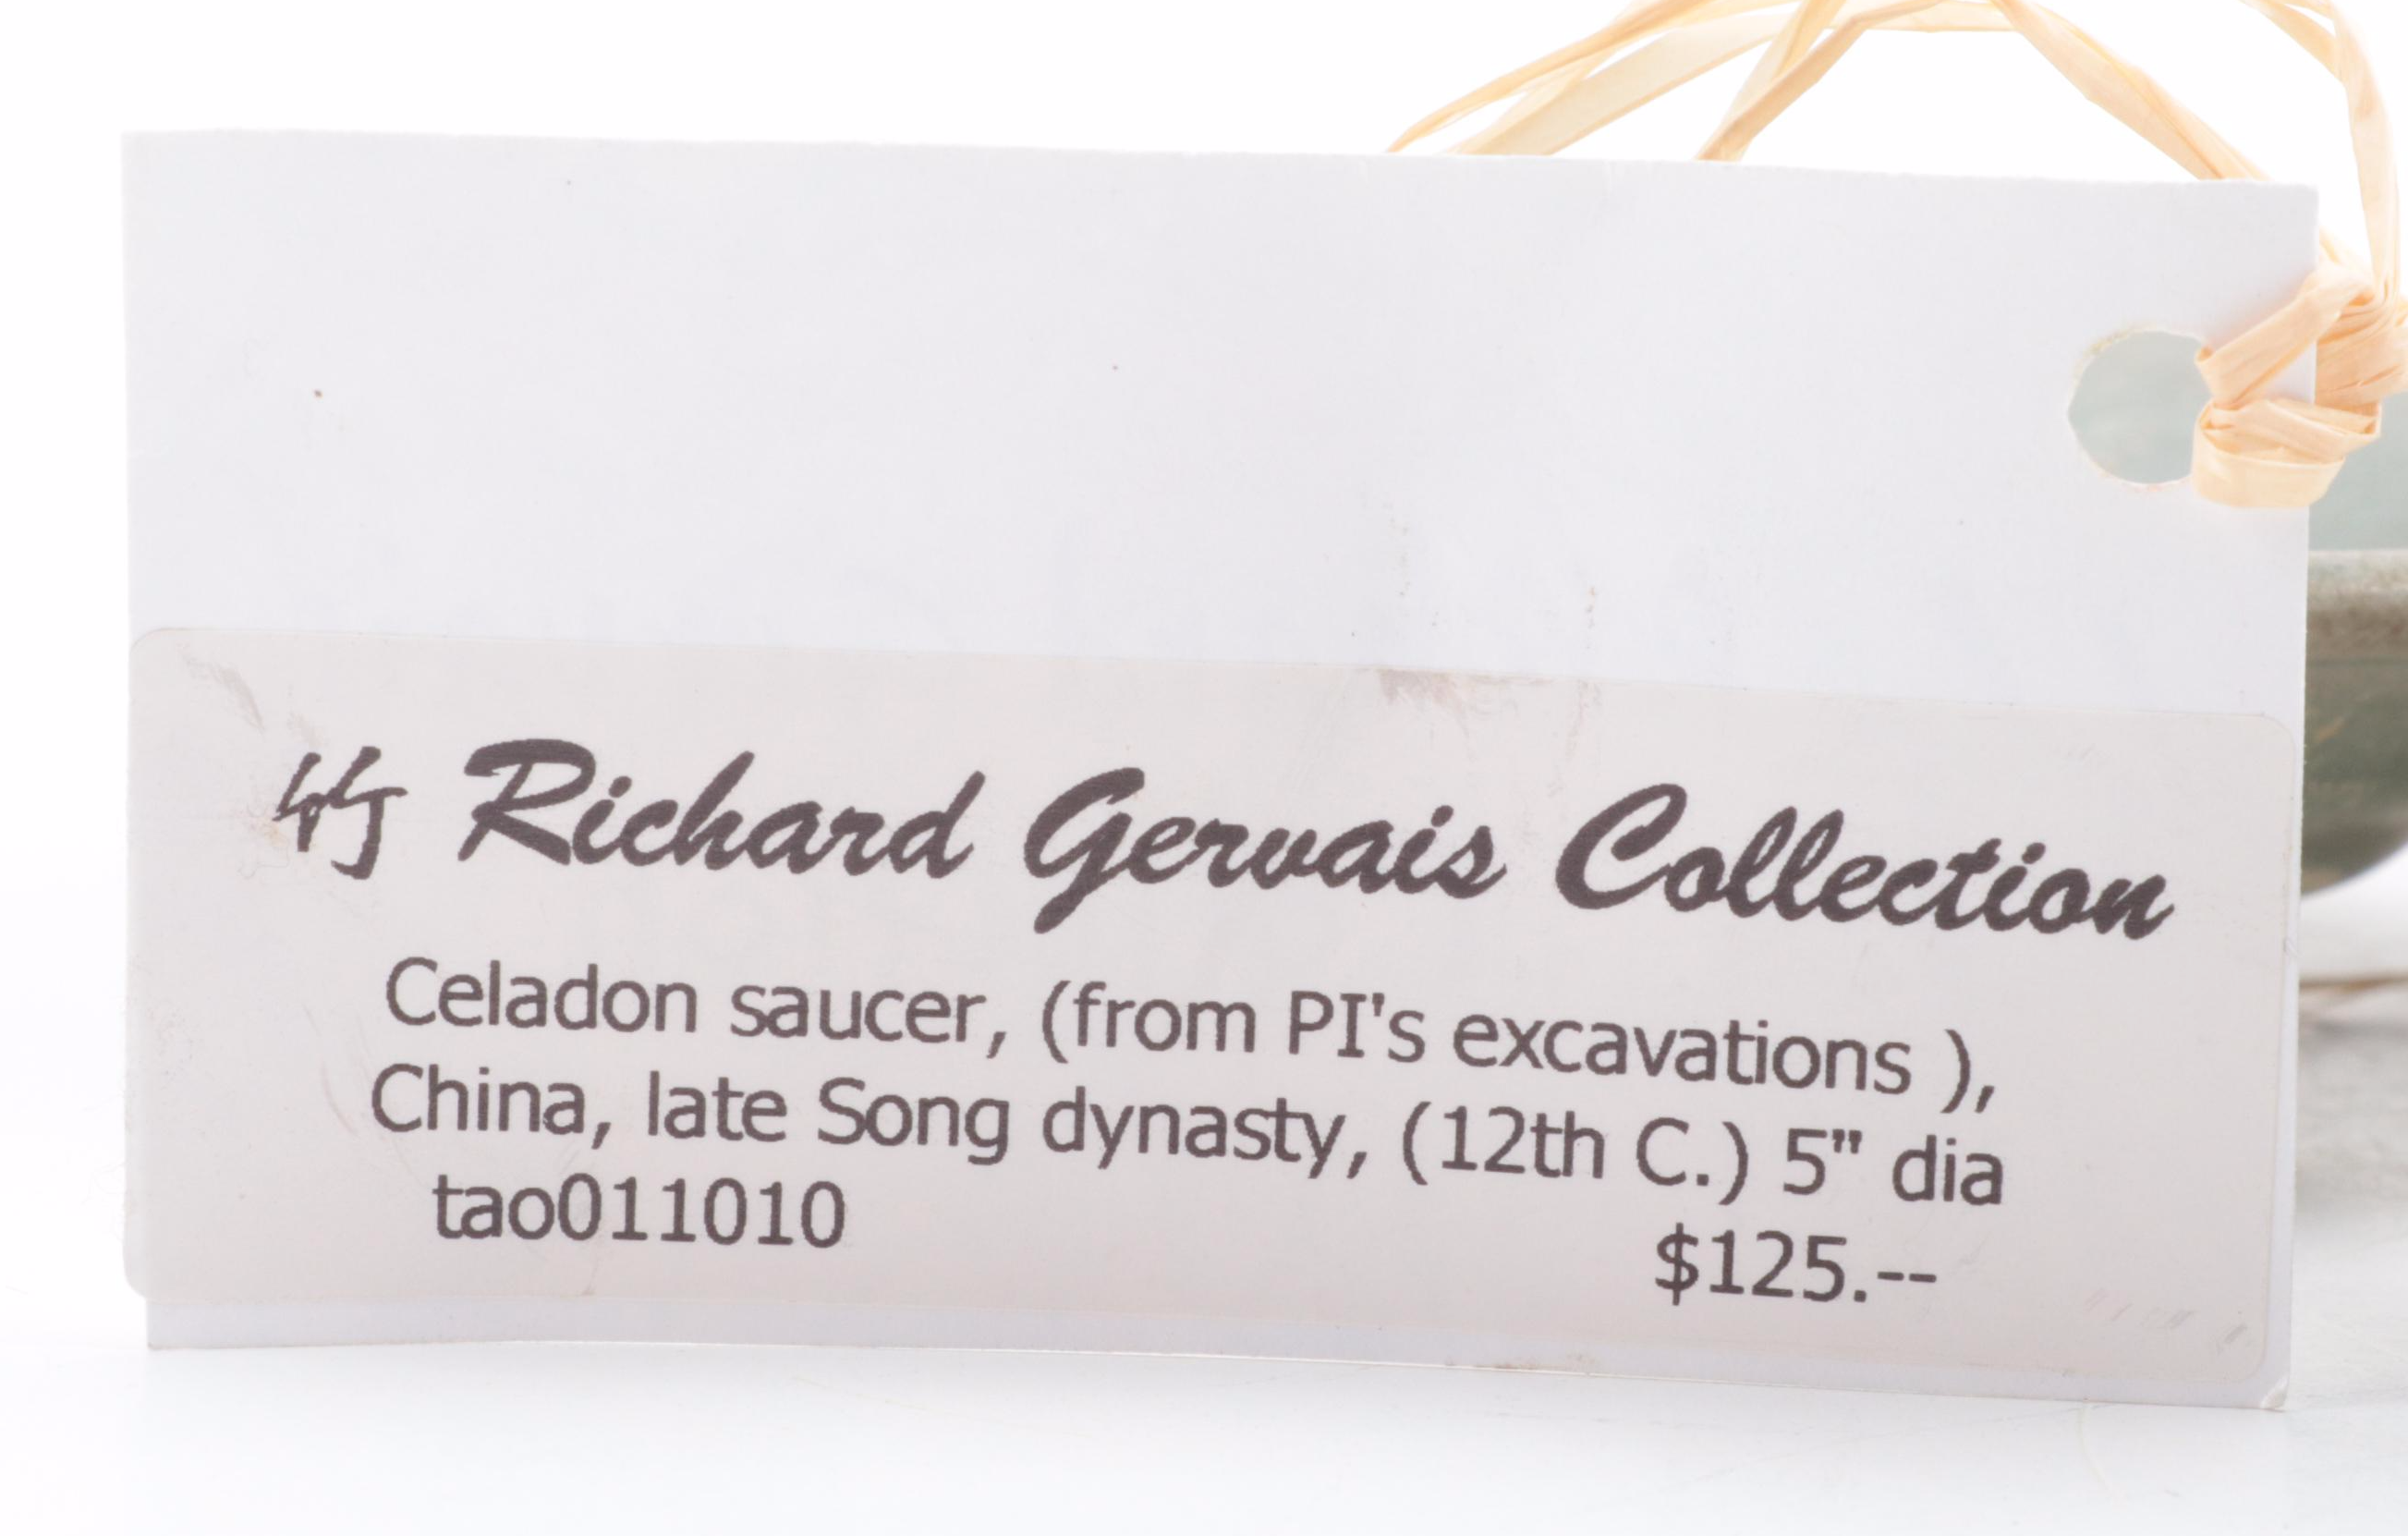 Richard Gervais Collection
Celadon saucer, (from PI's excavations ),
China, late Song dynasty, (12th C.) 5" dia
tao011010 $125.--